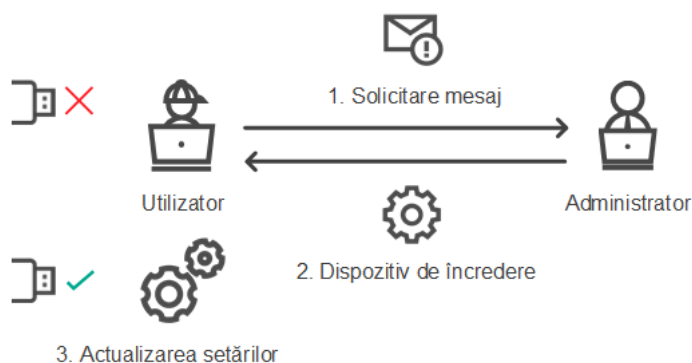 1. Solicitare mesaj
Utilizator
Administrator
2. Dispozitiv de încredere
3. Actualizarea setărilor